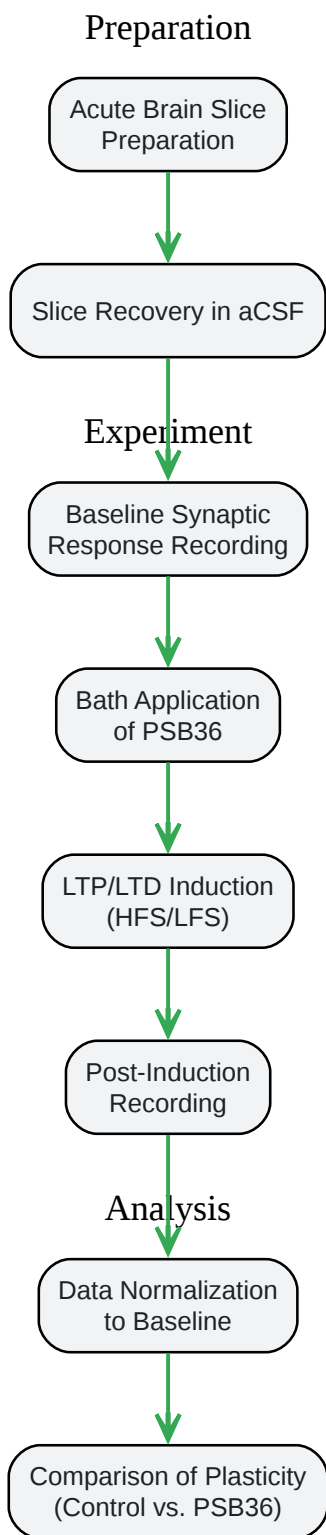 Preparation
Acute Brain Slice
Preparation
Slice Recovery in aCSF
Experiment
Baseline Synaptic
Response Recording
Bath Application
of PSB36
LTP/LTD Induction
(HFS/LFS)
Post-Induction
Recording
Analysis
Data Normalization
to Baseline
Comparison of Plasticity
(Control vs. PSB36)